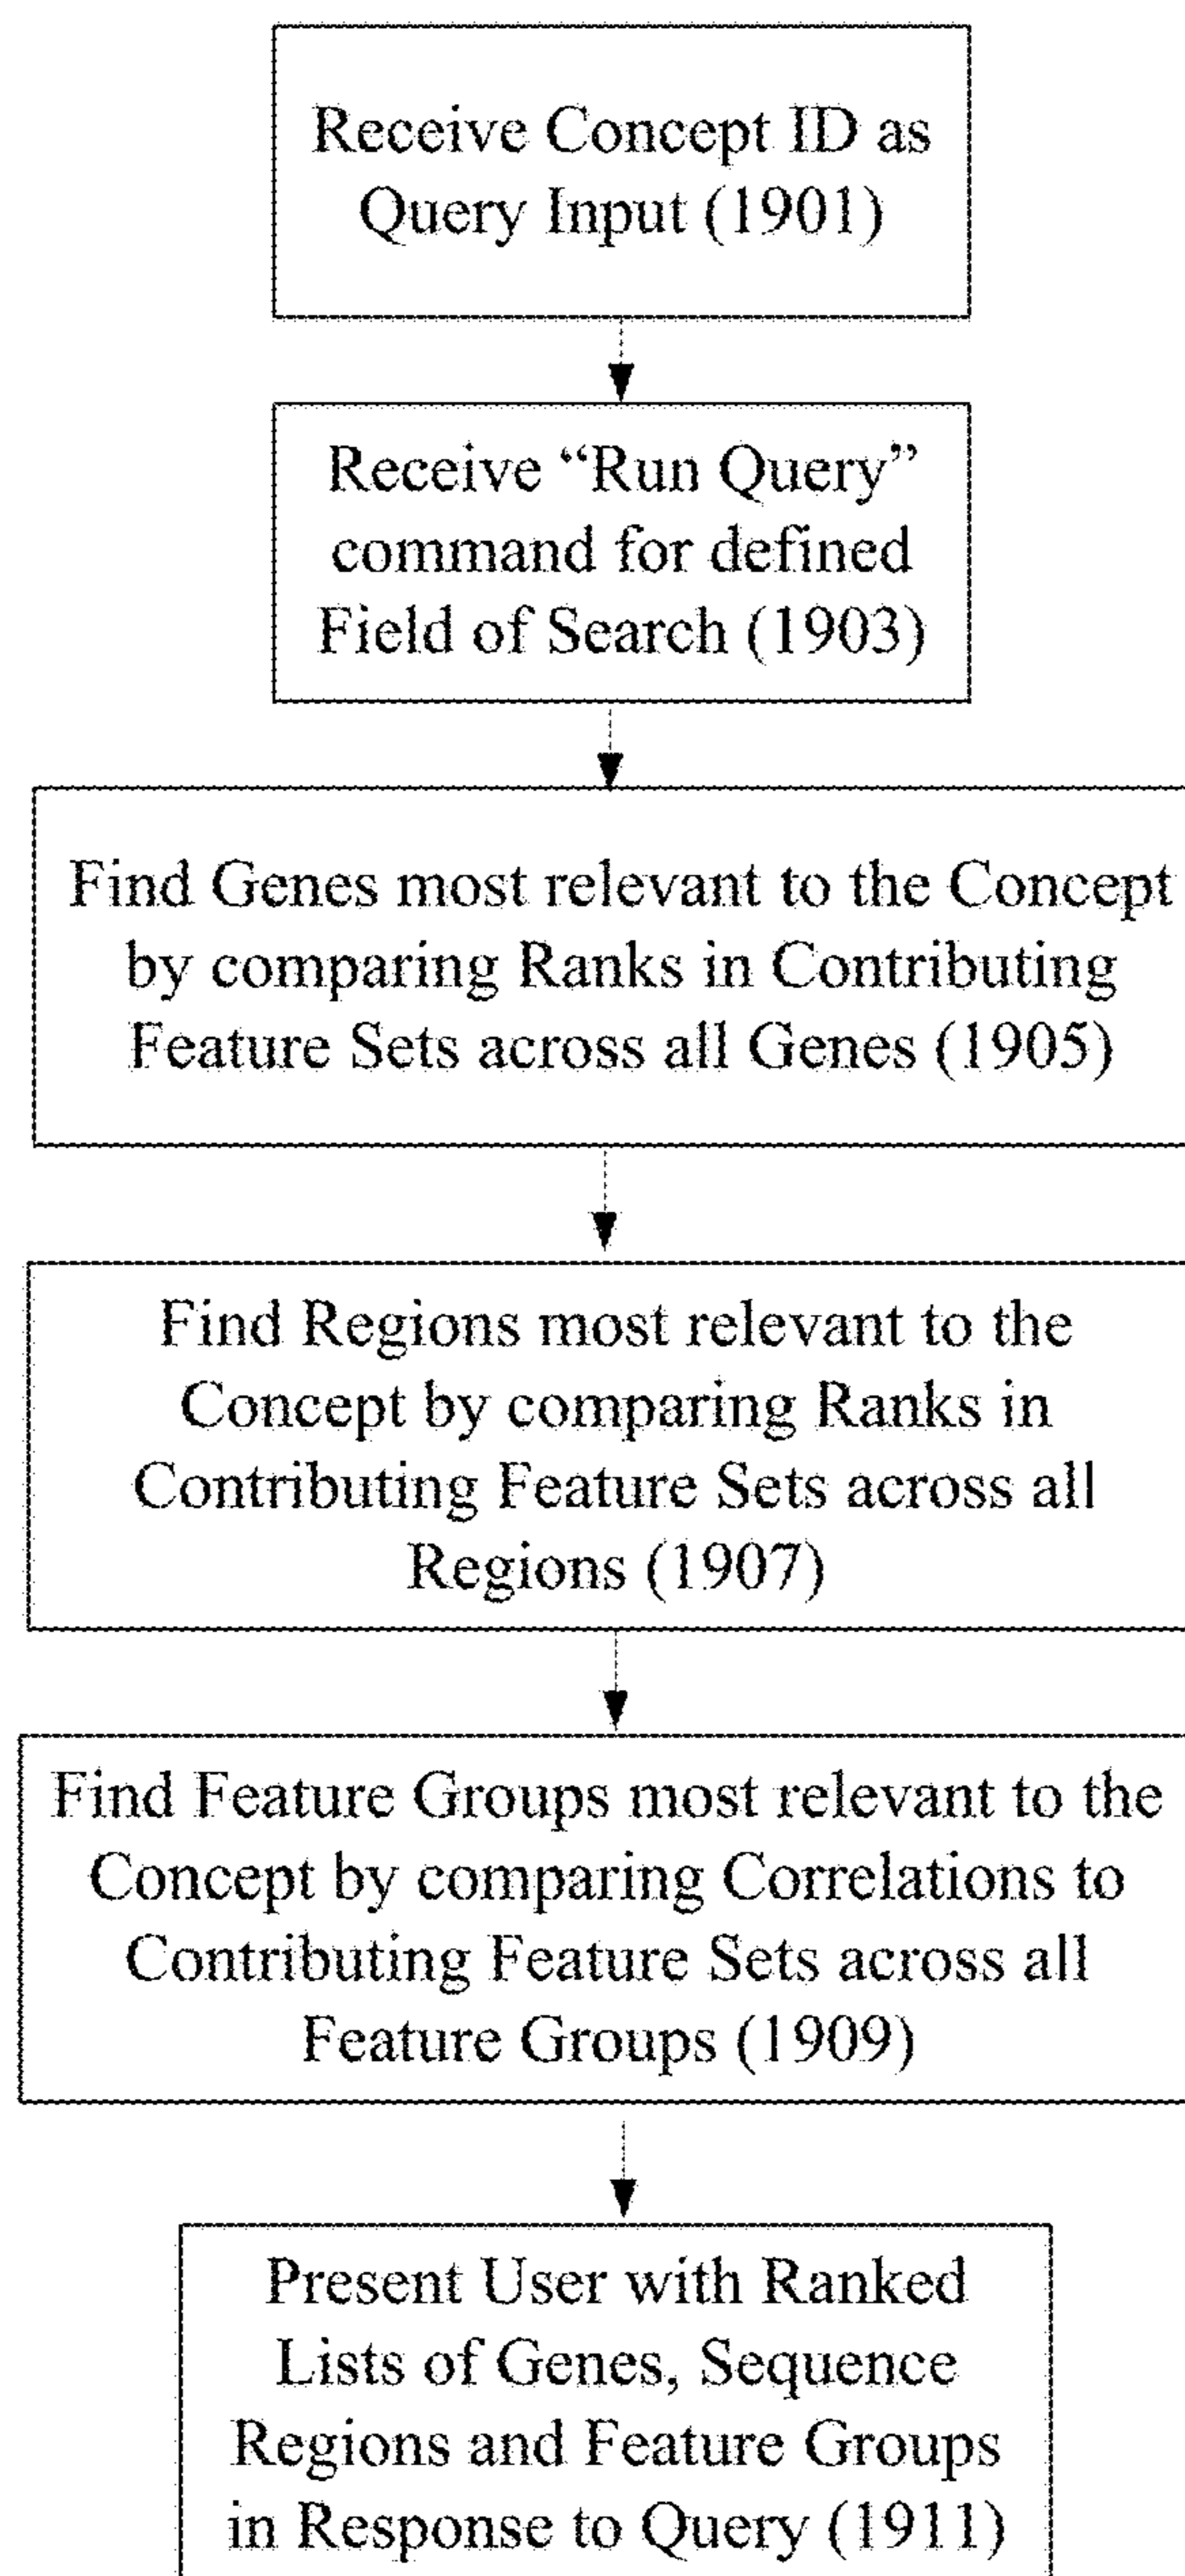 Receive Concept ID as
Query Input (1901)
Receive “Run Query”
command for defined
Field of Search (1903)
Find Genes most relevant to the Concept
by comparing Ranks in Contributing
Feature Sets across all Genes (1905)
Find Regions most relevant to the
Concept by comparing Ranks in
Contributing Feature Sets across all
Regions (1907)
Find Feature Groups most relevant to the
Concept by comparing Correlations to
Contributing Feature Sets across all
Feature Groups (1909)
Present User with Ranked
Lists of Genes, Sequence
Regions and Feature Groups
in Response to Query (1911)